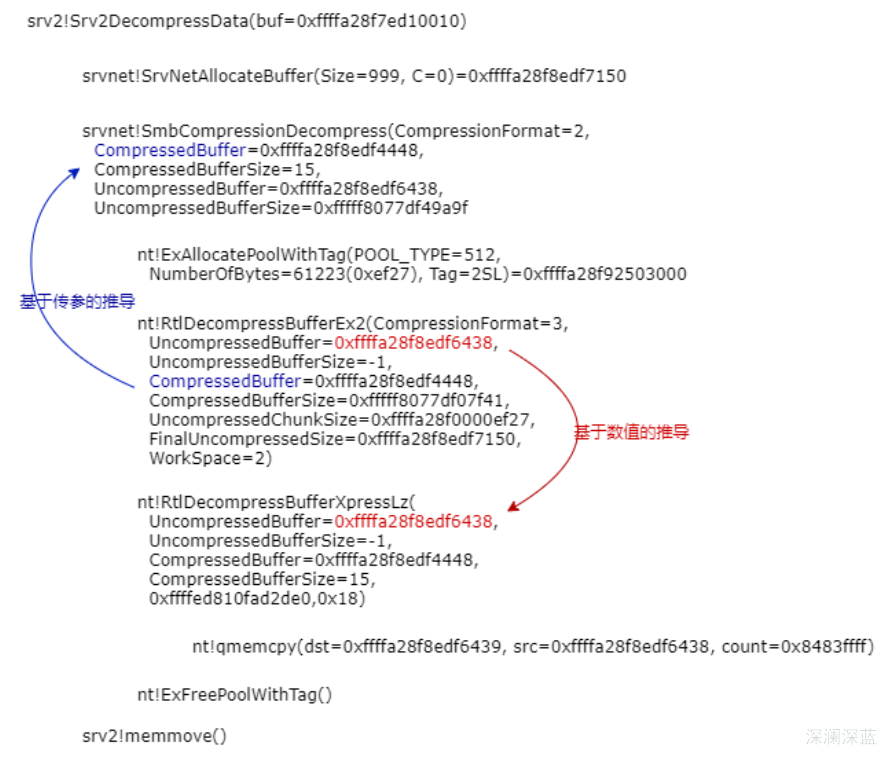 srv2!Srv2DecompressData(buf=0xffffa28f7ed10010)
srvnet!SrvNetAllocateBuffer(Size=999, C=0)=0xffffa28f8edf7150
srvnet!SmbCompressionDecompress(CompressionFormat=2,
CompressedBuffer=0xffffa28f8edf4448,
CompressedBufferSize=15,
UncompressedBuffer=0xffffa28f8edf6438,
UncompressedBufferSize=0xfffff8077df49a9f
nt!ExAllocatePoolWithTag(POOL_TYPE=512,
NumberOfBytes=61223(0xef27), Tag=2SL)=0xffffa28f92503000
基于传参的推导
nt!RtlDecompressBufferEx2(CompressionFormat=3,
UncompressedBuffer=0xffffa28f8edf6438,
UncompressedBufferSize=-1,
CompressedBuffer=0xffffa28f8edf4448,
CompressedBufferSize=0xfffff8077df07f41,
UncompressedChunkSize=0xffffa28f0000ef27,
FinalUncompressedSize=0xffffa28f8edf7150,
WorkSpace=2)
基于数值的推导
nt!RtlDecompressBufferXpressLz(
UncompressedBuffer=0xffffa28f8edf6438,
UncompressedBufferSize=-1,
CompressedBuffer=0xffffa28f8edf4448,
CompressedBufferSize=15,
0xffffed810fad2de0,0x18)
nt!qmemcpy(dst=0xffffa28f8edf6439, src=0xffffa28f8edf6438, count=0x8483ffff)
nt!ExFreePoolWithTag()
srv2!memmove()
深澜深蓝